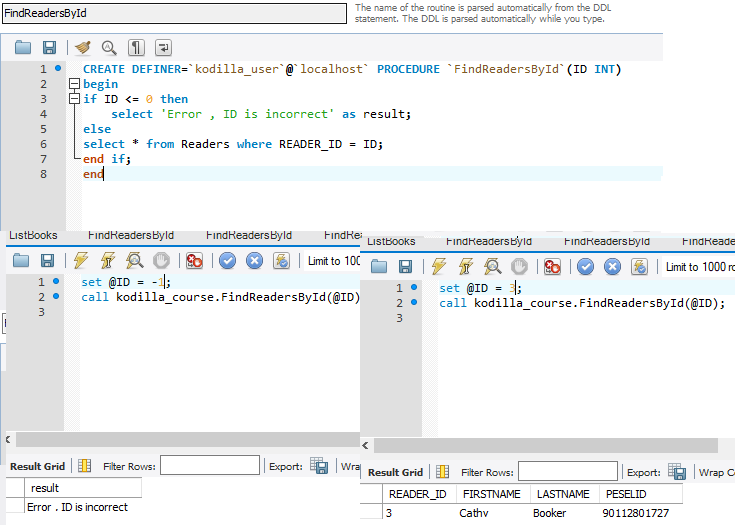 FindReadersById
The name of the routine is parsed automatically from the DDL
statement. The DDL is parsed automatically while you type.
1 CREATE DEFINER=`kodilla_user`@`localhost` PROCEDURE `FindReadersById`(ID INT)
2 begin
3 if ID <= 0 then
4 select 'Error , ID is incorrect' as result;
5 else
6 select * from Readers where READER_ID = ID;
7 end if;
8 end
ListBooks FindReadersById FindReadersById FindRe
Limit to 100
1 set @ID = -1;
2 call kodilla_course.FindReadersById(@ID)
3
Result Grid Filter Rows: Export: Wra
result
Error , ID is incorrect
ListBooks FindReadersById FindReadersById FindReade
Limit to 1000 ro
1 set @ID = 3;
2 call kodilla_course.FindReadersById(@ID);
3
Result Grid Filter Rows: Export: Wrap C
READER_ID FIRSTNAME LASTNAME PESELID
3 Cathy Booker 90112801727